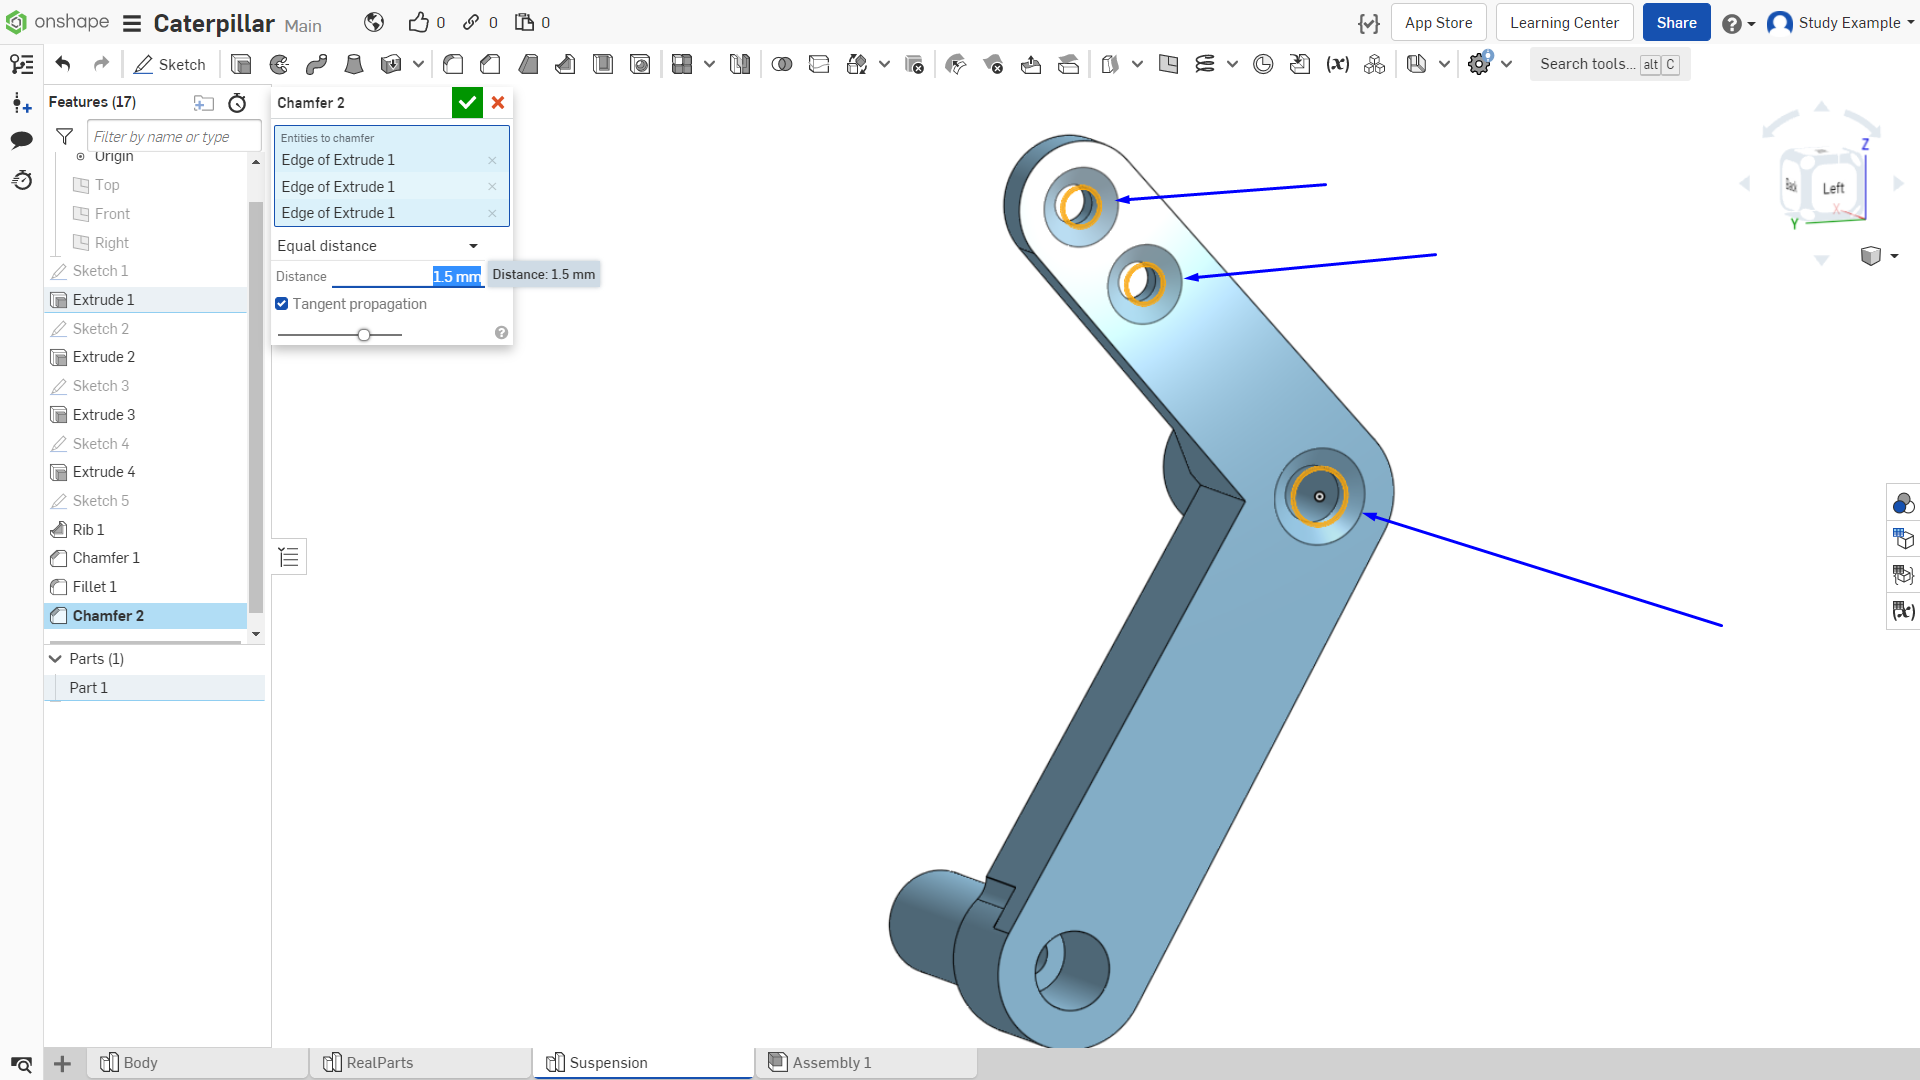 onshape Caterpillar Main 0 0 0 App Store Learning Center Share Study Example
Sketch Search tools... alt C
Features (17)
Filter by name or type
Origin
Top
Front
Right
Sketch 1
Extrude 1
Sketch 2
Extrude 2
Sketch 3
Extrude 3
Sketch 4
Extrude 4
Sketch 5
Rib 1
Chamfer 1
Fillet 1
Chamfer 2
Parts (1)
Part 1
Chamfer 2
Entities to chamfer
Edge of Extrude 1
Edge of Extrude 1
Edge of Extrude 1
Equal distance
Distance 1.5 mm
Distance: 1.5 mm
Tangent propagation
Z
Back
Left
X
Y
(x)
(x)
Body
RealParts
Suspension
Assembly 1